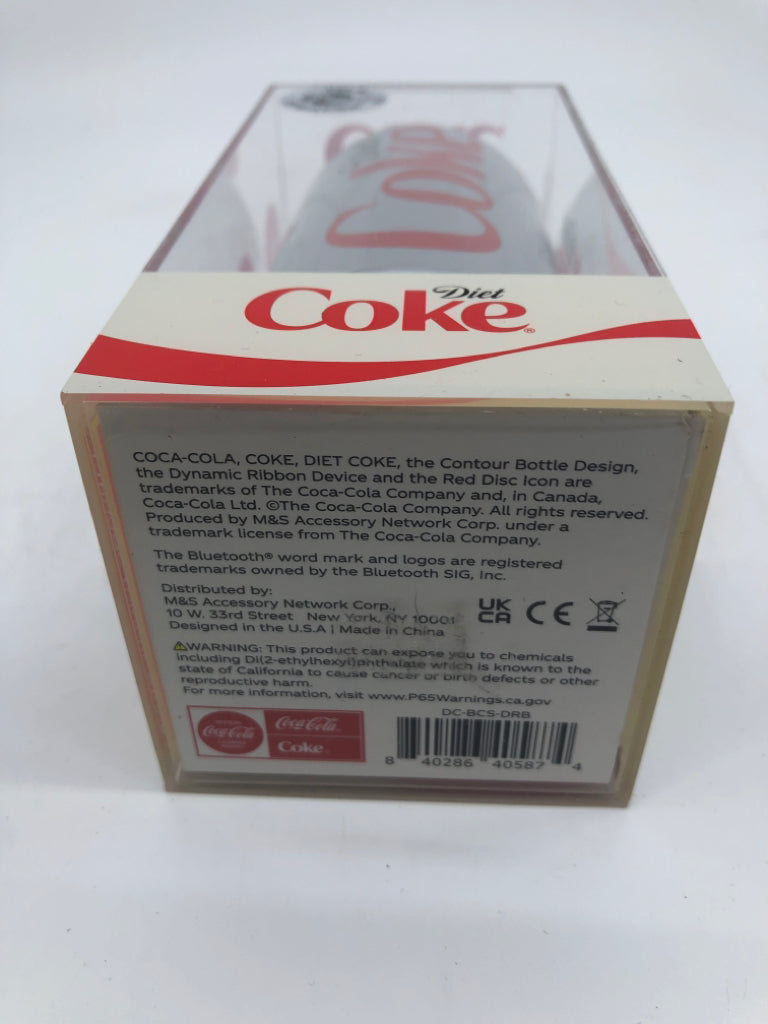 Coke
Diet
Coke®
COCA-COLA, COKE, DIET COKE, the Contour Bottle Design,
the Dynamic Ribbon Device and the Red Disc Icon are
trademarks of The Coca-Cola Company and, in Canada,
Coca-Cola Ltd. ©The Coca-Cola Company. All rights reserved.
Produced by M&S Accessory Network Corp. under a
trademark license from The Coca-Cola Company.
The Bluetooth® word mark and logos are registered
trademarks owned by the Bluetooth SIG, Inc.
Distributed by:
M&S Accessory Network Corp.,
10 W. 33rd Street New York, NY 10001
Designed in the U.S.A | Made in China
UK
CA CE
WARNING: This product can expose you to chemicals
including Di(2-ethylhexyl)phthalate which is known to the
state of California to cause cancer or birth defects or other
reproductive harm.
For more information, visit www.P65Warnings.ca.gov
DC-BCS-DRB
Coca-Cola
Coca-Cola
Coke
8 40286 40587 4